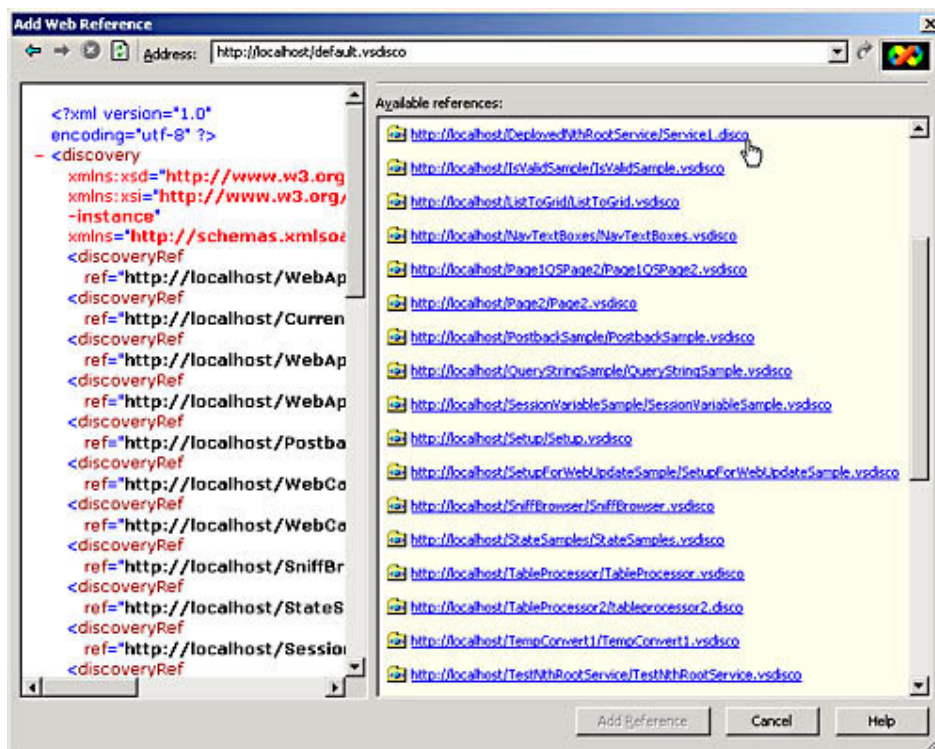 Add Web Reference
Address: http://localhost/default.vsdisco
<?xml version="1.0"
encoding="utf-8" ?>
- <discovery
xmlns:xsd="http://www.w3.org
xmlns:xsi="http://www.w3.org/
-instance"
xmlns="http://schemas.xmlsoa
<discoveryRef
ref="http://localhost/WebAp
<discoveryRef
ref="http://localhost/Curren
<discoveryRef
ref="http://localhost/WebAp
<discoveryRef
ref="http://localhost/WebAp
<discoveryRef
ref="http://localhost/Postba
<discoveryRef
ref="http://localhost/WebCa
<discoveryRef
ref="http://localhost/WebCa
<discoveryRef
ref="http://localhost/SniffBr
<discoveryRef
ref="http://localhost/StateS
<discoveryRef
ref="http://localhost/Session
<discoveryRef
Available references:
http://localhost/DeployedNthRootService/Service1.disco
http://localhost/IsValidSample/IsValidSample.vsdisco
http://localhost/ListToGrid/ListToGrid.vsdisco
http://localhost/NavTextBoxes/NavTextBoxes.vsdisco
http://localhost/Page1QSPage2/Page1QSPage2.vsdisco
http://localhost/Page2/Page2.vsdisco
http://localhost/PostbackSample/PostbackSample.vsdisco
http://localhost/QueryStringSample/QueryStringSample.vsdisco
http://localhost/SessionVariableSample/SessionVariableSample.vsdisco
http://localhost/Setup/Setup.vsdisco
http://localhost/SetupForWebUpdateSample/SetupForWebUpdateSample.vsdisco
http://localhost/SniffBrowser/SniffBrowser.vsdisco
http://localhost/StateSamples/StateSamples.vsdisco
http://localhost/TableProcessor/TableProcessor.vsdisco
http://localhost/TableProcessor2/tableprocessor2.disco
http://localhost/TempConvert1/TempConvert1.vsdisco
http://localhost/TestNthRootService/TestNthRootService.vsdisco
Add Reference
Cancel
Help